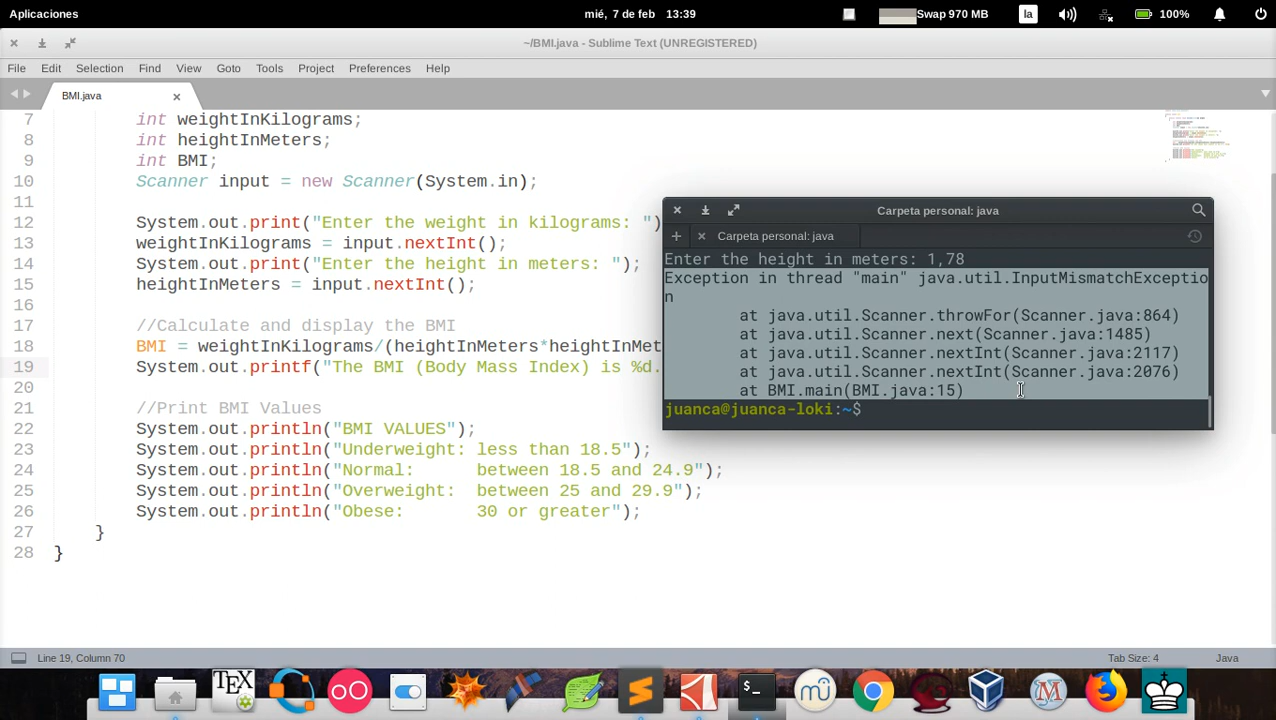 Aplicaciones
mié, 7 de feb 13:39
Swap 970 MB
la
100%
~/BMI.java - Sublime Text (UNREGISTERED)
File Edit Selection Find View Goto Tools Project Preferences Help
BMI.java
7 int weightInKilograms;
8 int heightInMeters;
9 int BMI;
10 Scanner input = new Scanner(System.in);
11
12 System.out.print("Enter the weight in kilograms: ")
13 weightInKilograms = input.nextInt();
14 System.out.print("Enter the height in meters: ");
15 heightInMeters = input.nextInt();
16
17 //Calculate and display the BMI
18 BMI = weightInKilograms/(heightInMeters*heightInMet
19 System.out.printf("The BMI (Body Mass Index) is %d.
20
21 //Print BMI Values
22 System.out.println("BMI VALUES");
23 System.out.println("Underweight: less than 18.5");
24 System.out.println("Normal:      between 18.5 and 24.9");
25 System.out.println("Overweight:  between 25 and 29.9");
26 System.out.println("Obese:       30 or greater");
27 }
28 }
Carpeta personal: java
Carpeta personal: java
Enter the height in meters: 1,78
Exception in thread "main" java.util.InputMismatchExceptio
n
at java.util.Scanner.throwFor(Scanner.java:864)
at java.util.Scanner.next(Scanner.java:1485)
at java.util.Scanner.nextInt(Scanner.java:2117)
at java.util.Scanner.nextInt(Scanner.java:2076)
at BMI.main(BMI.java:15)
juanca@juanca-loki:~$
Line 19, Column 70
Tab Size: 4
Java
TEX